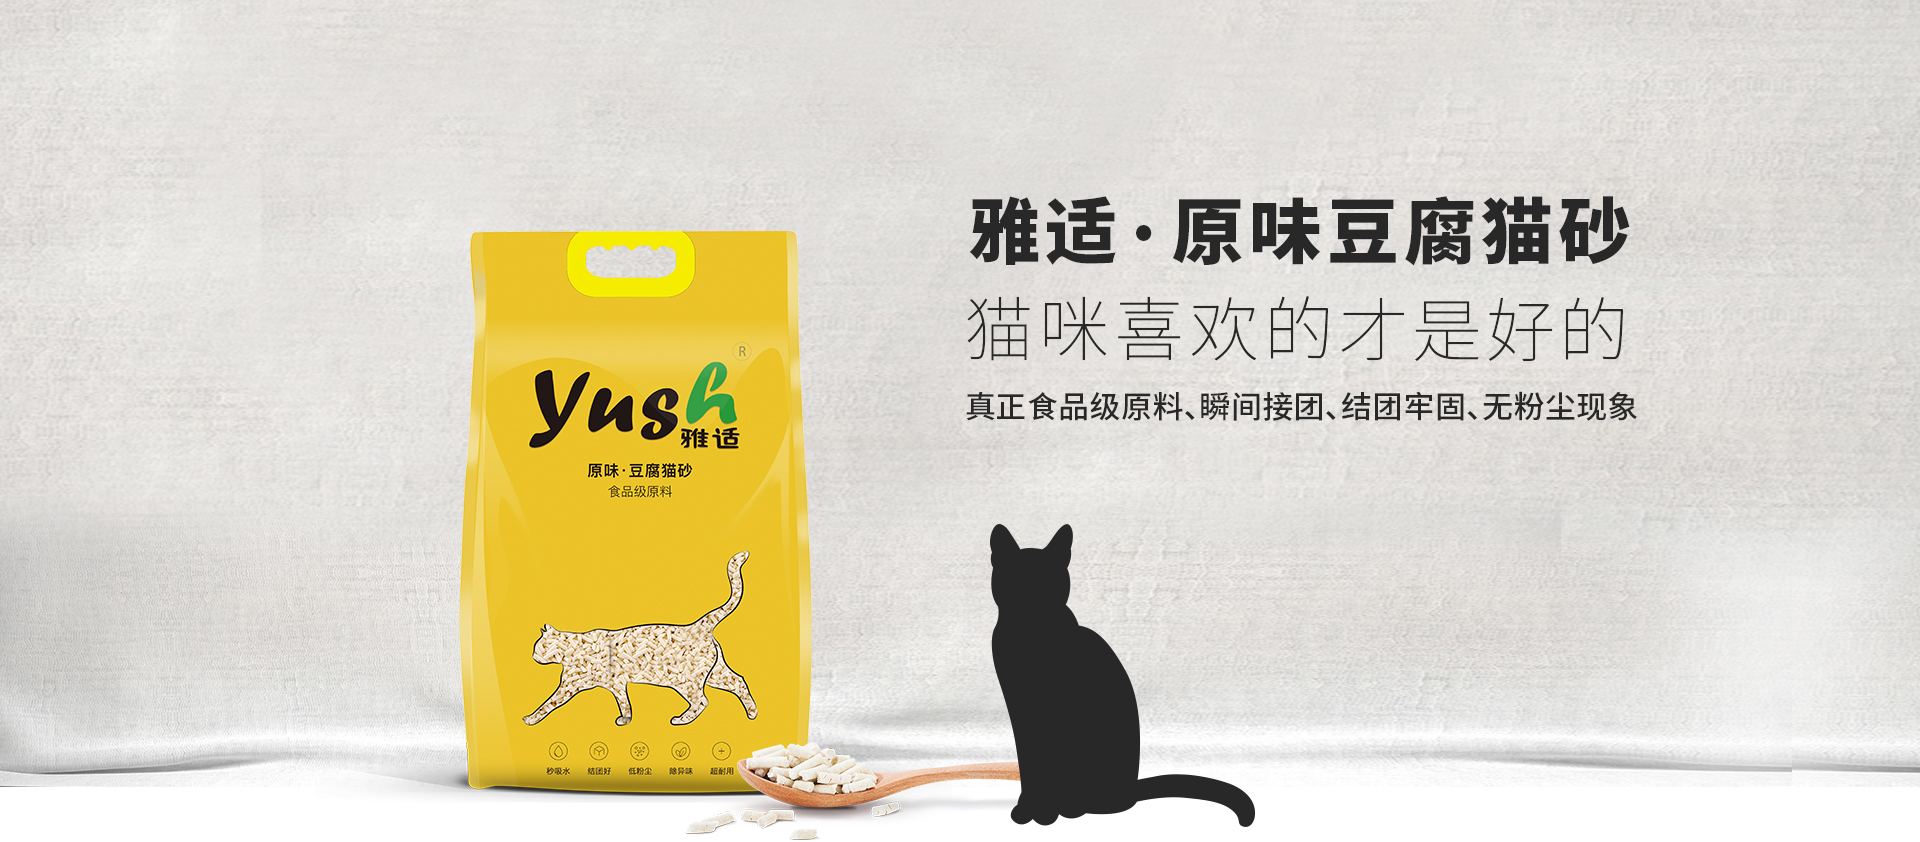 雅适·原味豆腐猫砂
猫咪喜欢的才是好的
真正食品级原料、瞬间接团、结团牢固、无粉尘现象
R
yush
雅适
原味·豆腐猫砂
食品级原料
秒吸水 结团好 低粉尘 除异味 超耐用